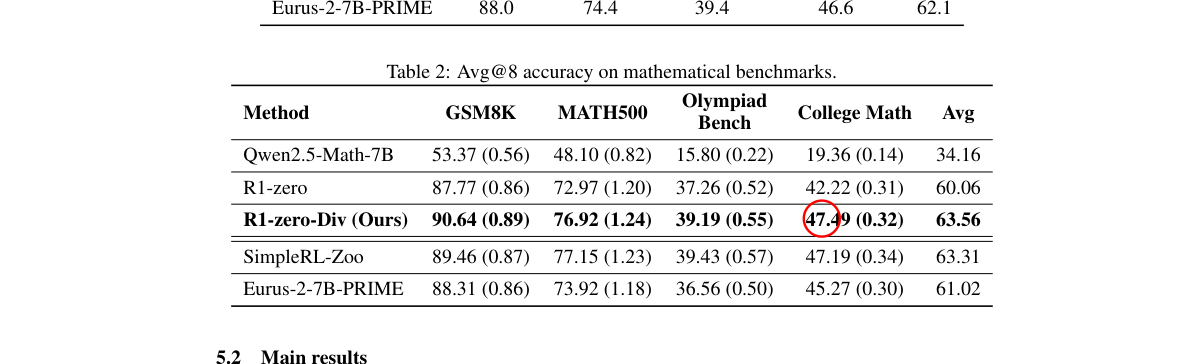 Eurus-2-7B-PRIME 88.0 74.4 39.4 46.6 62.1
Table 2: Avg@8 accuracy on mathematical benchmarks.
Method GSM8K MATH500 Olympiad Bench College Math Avg
Qwen2.5-Math-7B 53.37 (0.56) 48.10 (0.82) 15.80 (0.22) 19.36 (0.14) 34.16
R1-zero 87.77 (0.86) 72.97 (1.20) 37.26 (0.52) 42.22 (0.31) 60.06
R1-zero-Div (Ours) 90.64 (0.89) 76.92 (1.24) 39.19 (0.55) 47.49 (0.32) 63.56
SimpleRL-Zoo 89.46 (0.87) 77.15 (1.23) 39.43 (0.57) 47.19 (0.34) 63.31
Eurus-2-7B-PRIME 88.31 (0.86) 73.92 (1.18) 36.56 (0.50) 45.27 (0.30) 61.02
5.2 Main results